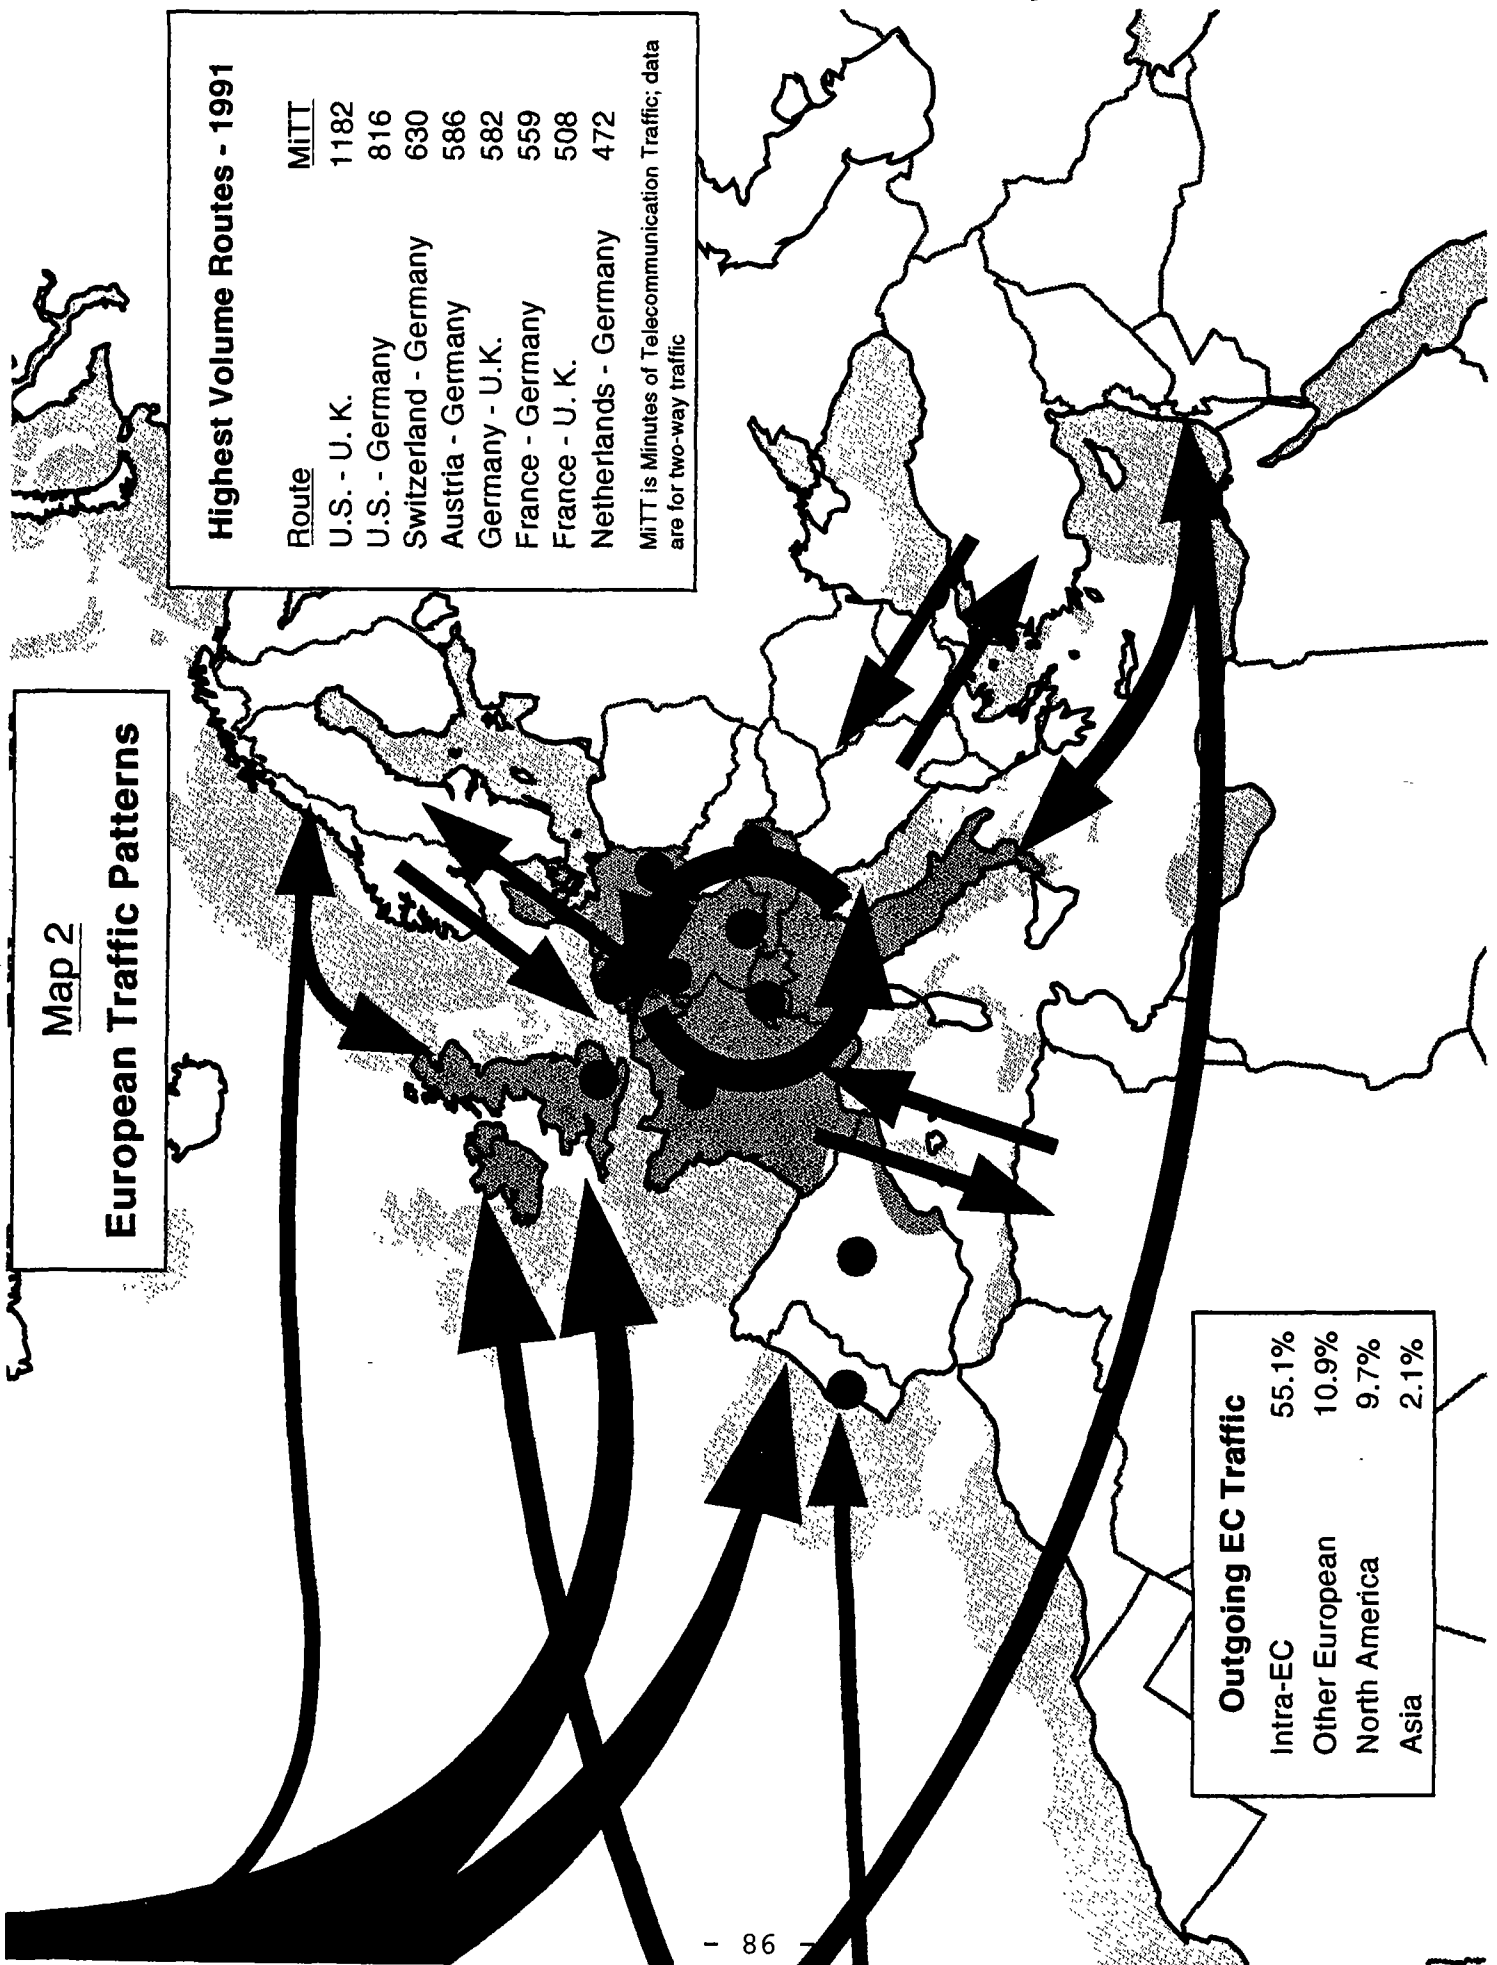 Map 2
European Traffic Patterns
Highest Volume Routes - 1991
Route MiTT
U.S. - U. K. 1182
U.S. - Germany 816
Switzerland - Germany 630
Austria - Germany 586
Germany - U.K. 582
France - Germany 559
France - U. K. 508
Netherlands - Germany 472
MiTT is Minutes of Telecommunication Traffic; data
are for two-way traffic
Outgoing EC Traffic
Intra-EC 55.1%
Other European 10.9%
North America 9.7%
Asia 2.1%
- 86 -